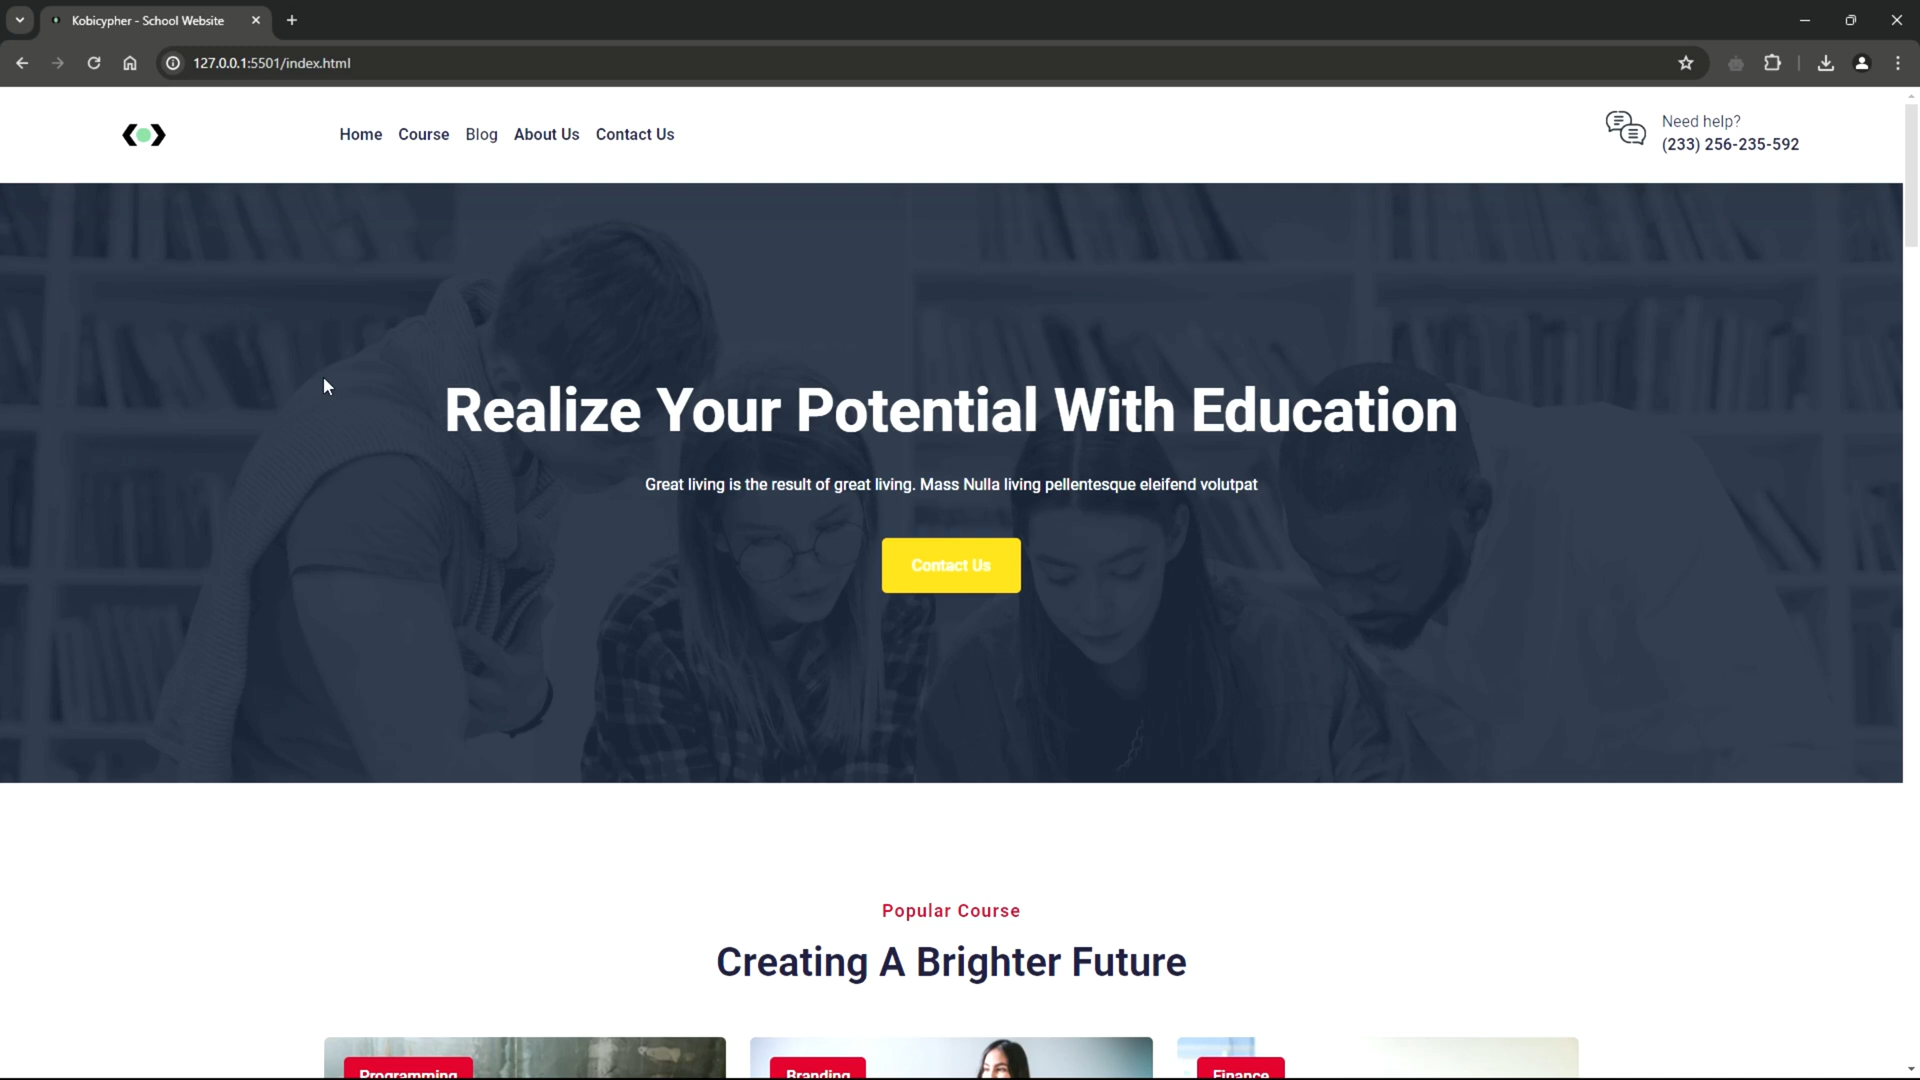 Kobicypher - School Website
127.0.0.1:5501/index.html
Home Course Blog About Us Contact Us
Need help?
(233) 256-235-592
Realize Your Potential With Education
Great living is the result of great living. Mass Nulla living pellentesque eleifend volutpat
Contact Us
Popular Course
Creating A Brighter Future
Programming Branding Finance